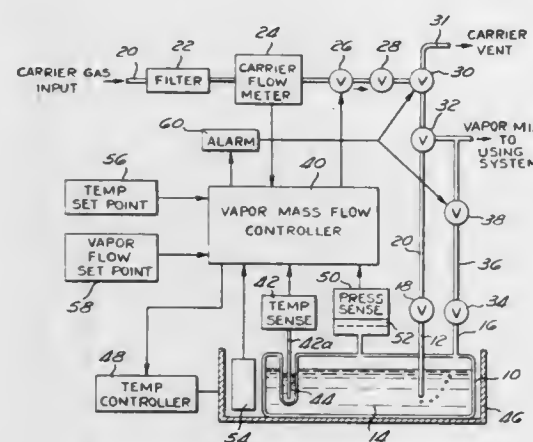 31
CARRIER
VENT
20
22
24
26
28
30
CARRIER GAS
INPUT
FILTER
CARRIER
FLOW
METER
V
V
V
32
V
VAPOR MIX
TO
USING
SYSTEM
60
ALARM
56
TEMP
SET POINT
40
VAPOR MASS FLOW
CONTROLLER
V
38
58
VAPOR
FLOW
SET POINT
20
36
42
TEMP
SENSE
50
PRESS
SENSE
52
18
V
V
34
42a
12
16
48
TEMP
CONTROLLER
44
10
54
14
46